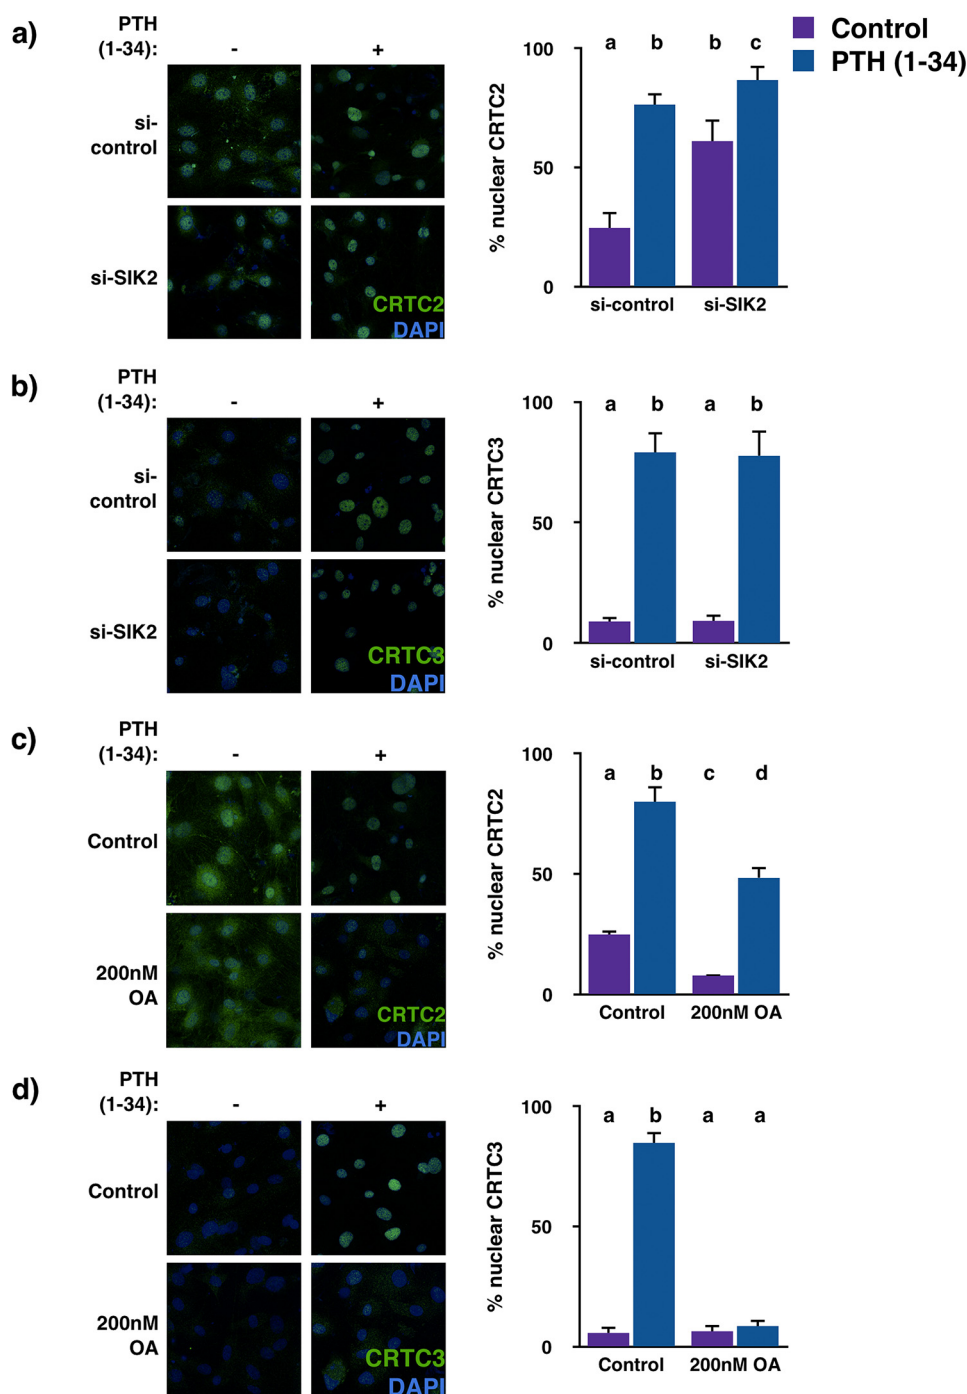 a)
PTH
(1-34):
-
+
si-
control
si-SIK2
CRTC2
DAPI
% nuclear CRTC2
100
50
0
a b b c
si-control si-SIK2
Control
PTH (1-34)
b)
PTH
(1-34):
-
+
si-
control
si-SIK2
CRTC3
DAPI
% nuclear CRTC3
100
50
0
a b a b
si-control si-SIK2
c)
PTH
(1-34):
-
+
Control
200nM
OA
CRTC2
DAPI
% nuclear CRTC2
100
50
0
a b c d
Control 200nM OA
d)
PTH
(1-34):
-
+
Control
200nM
OA
CRTC3
DAPI
% nuclear CRTC3
100
50
0
a b a a
Control 200nM OA